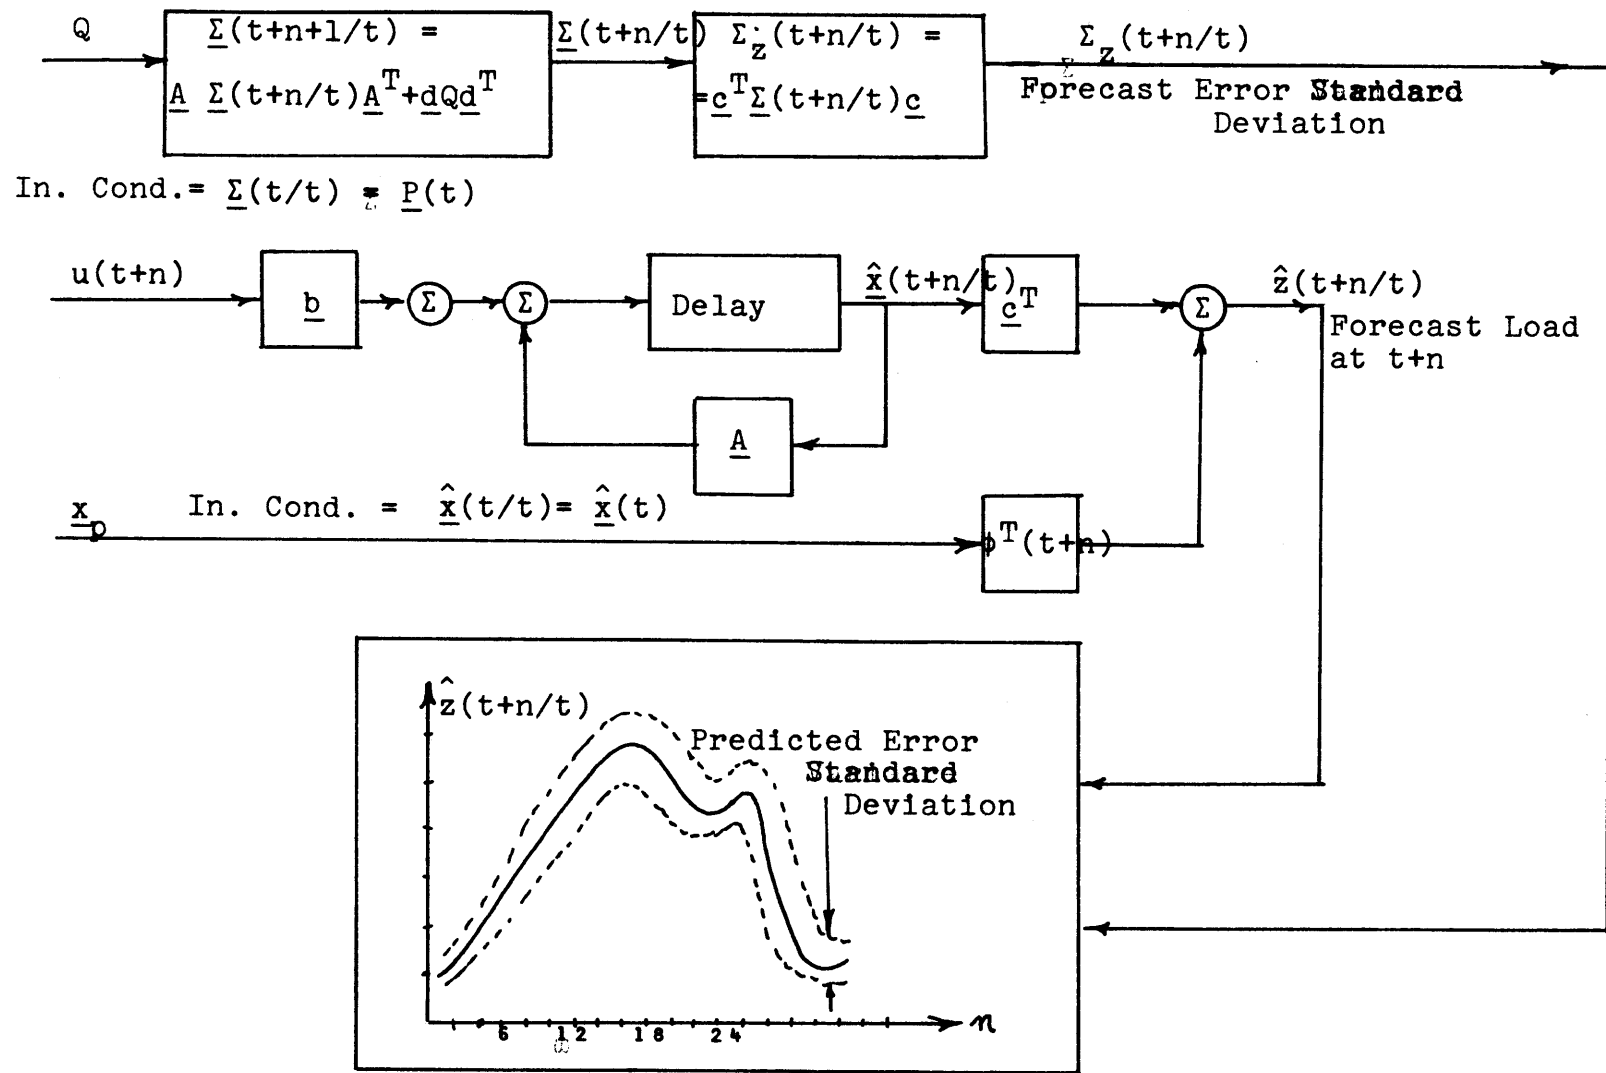 Q
Σ(t+n+1/t) =
A Σ(t+n/t)A^T+dQd^T
Σ(t+n/t)
Σ_z(t+n/t) =
=c^TΣ(t+n/t)c
Σ_z(t+n/t)
Forecast Error Standard
Deviation
In. Cond.= Σ(t/t) = P(t)
u(t+n)
b
Σ
Σ
Delay
x̂(t+n/t)
c^T
Σ
ẑ(t+n/t)
Forecast Load
at t+n
A
x_p
In. Cond. = x̂(t/t)= x̂(t)
ϕ^T(t+n)
ẑ(t+n/t)
Predicted Error
Standard
Deviation
6 12 18 24
n